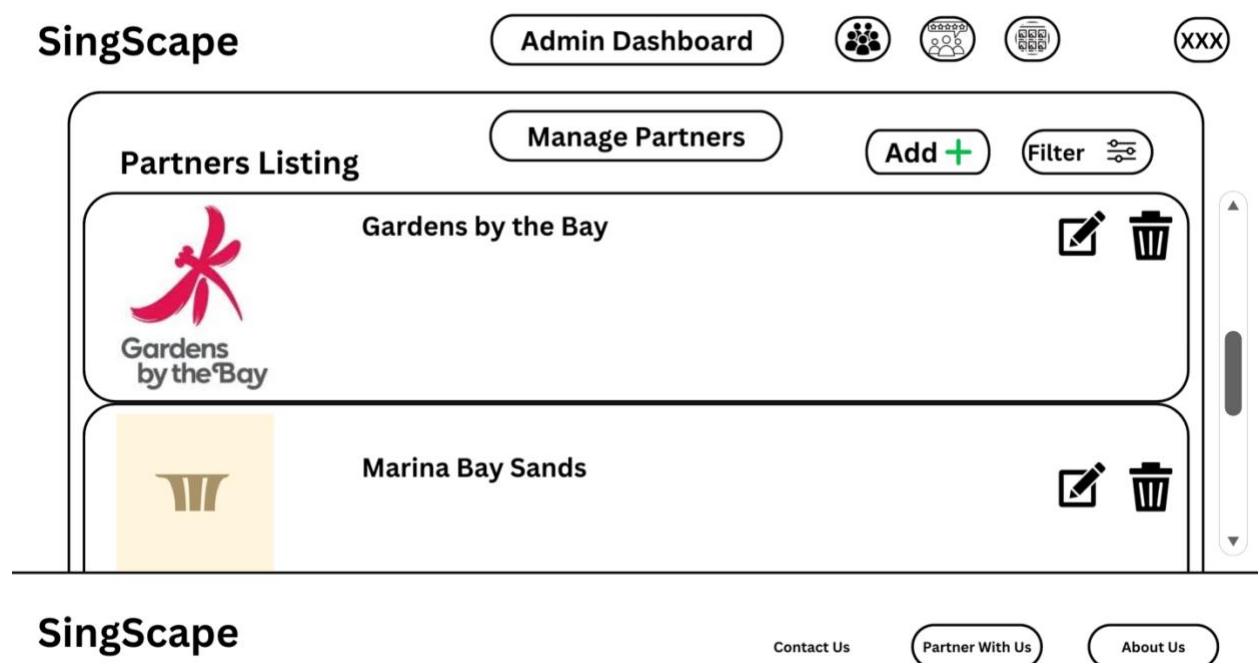 SingScape
Admin Dashboard
XXX
Manage Partners
Partners Listing
Add +
Filter
Gardens by the Bay
Gardens
by the Bay
Marina Bay Sands
SingScape
Contact Us
Partner With Us
About Us